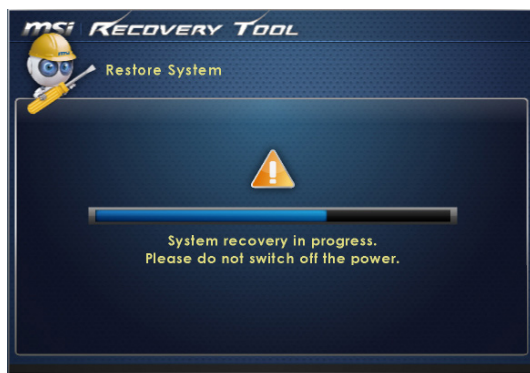 msi RECOVERY TOOL
Restore System
System recovery in progress.
Please do not switch off the power.